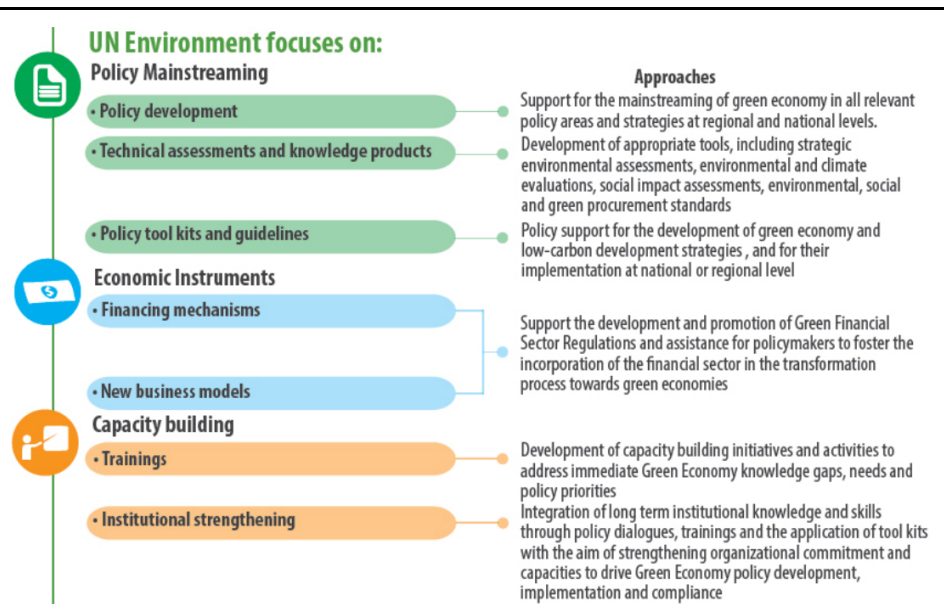 UN Environment focuses on:
Policy Mainstreaming
Approaches
• Policy development
Support for the mainstreaming of green economy in all relevant
policy areas and strategies at regional and national levels.
• Technical assessments and knowledge products
Development of appropriate tools, including strategic
environmental assessments, environmental and climate
evaluations, social impact assessments, environmental, social
and green procurement standards
• Policy tool kits and guidelines
Policy support for the development of green economy and
low-carbon development strategies , and for their
implementation at national or regional level
Economic Instruments
• Financing mechanisms
• New business models
Support the development and promotion of Green Financial
Sector Regulations and assistance for policymakers to foster the
incorporation of the financial sector in the transformation
process towards green economies
Capacity building
• Trainings
Development of capacity building initiatives and activities to
address immediate Green Economy knowledge gaps, needs and
policy priorities
• Institutional strengthening
Integration of long term institutional knowledge and skills
through policy dialogues, trainings and the application of tool kits
with the aim of strengthening organizational commitment and
capacities to drive Green Economy policy development,
implementation and compliance